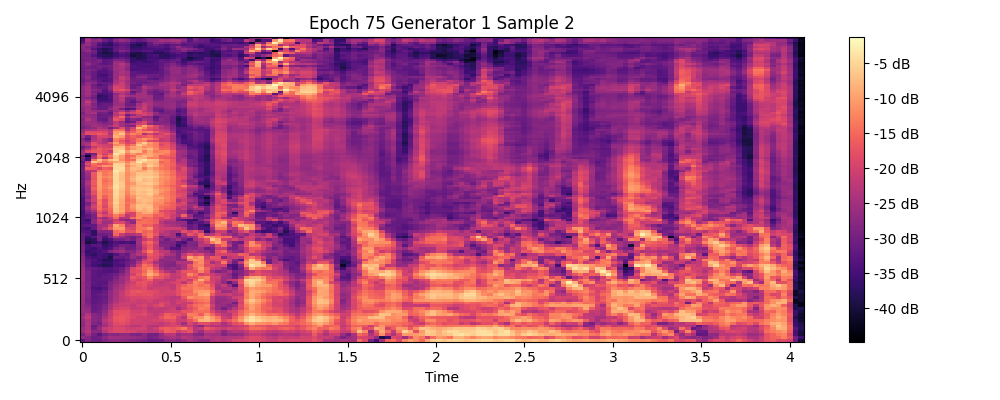 Epoch 75 Generator 1 Sample 2
Hz
4096
2048
1024
512
0
0
0.5
1
1.5
2
2.5
3
3.5
4
Time
-5 dB
-10 dB
-15 dB
-20 dB
-25 dB
-30 dB
-35 dB
-40 dB